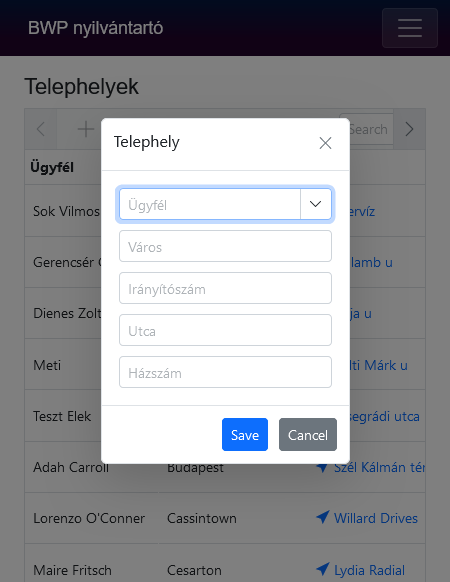 BWP nyilvántartó
Telephelyek
Search
Telephely
Ügyfél
Ügyfél
Sok Vilmos
Város
Gerencsér
lamb u
Irányítószám
Dienes Zolt
ja u
Utca
Meti
lti Márk u
Házszám
Teszt Elek
segrádi utca
Save
Cancel
Adah Carroll
Budapest
Szél Kálmán tér
Lorenzo O'Conner
Cassintown
Willard Drives
Maire Fritsch
Cesarton
Lydia Radial